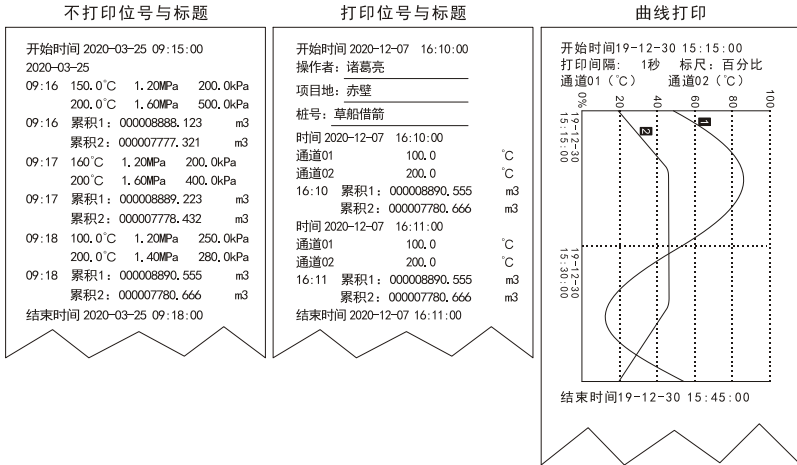 不打印位号与标题
开始时间 2020-03-25 09:15:00
2020-03-25
09:16 150.0℃ 1.20MPa 200.0kPa
200.0℃ 1.60MPa 500.0kPa
09:16 累积1: 000008888.123 m3
累积2: 000007777.321 m3
09:17 160℃ 1.20MPa 200.0kPa
200℃ 1.60MPa 400.0kPa
09:17 累积1: 000008889.223 m3
累积2: 000007778.432 m3
09:18 100.0℃ 1.20MPa 250.0kPa
200.0℃ 1.40MPa 280.0kPa
09:18 累积1: 000008890.555 m3
累积2: 000007780.666 m3
结束时间 2020-03-25 09:18:00
打印位号与标题
开始时间 2020-12-07 16:10:00
操作者: 诸葛亮
项目地: 赤壁
桩号: 草船借箭
时间 2020-12-07 16:10:00
通道01 100.0 ℃
通道02 200.0 ℃
16:10 累积1: 000008890.555 m3
累积2: 000007780.666 m3
时间 2020-12-07 16:11:00
通道01 100.0 ℃
通道02 200.0 ℃
16:11 累积1: 000008890.555 m3
累积2: 000007780.666 m3
结束时间 2020-12-07 16:11:00
曲线打印
开始时间19-12-30 15:15:00
打印间隔: 1秒 标尺: 百分比
通道01 (℃) 通道02 (℃)
0% 20 40 60 80 100%
19-12-30
15:15:00
1
2
19-12-30
15:30:00
结束时间19-12-30 15:45:00